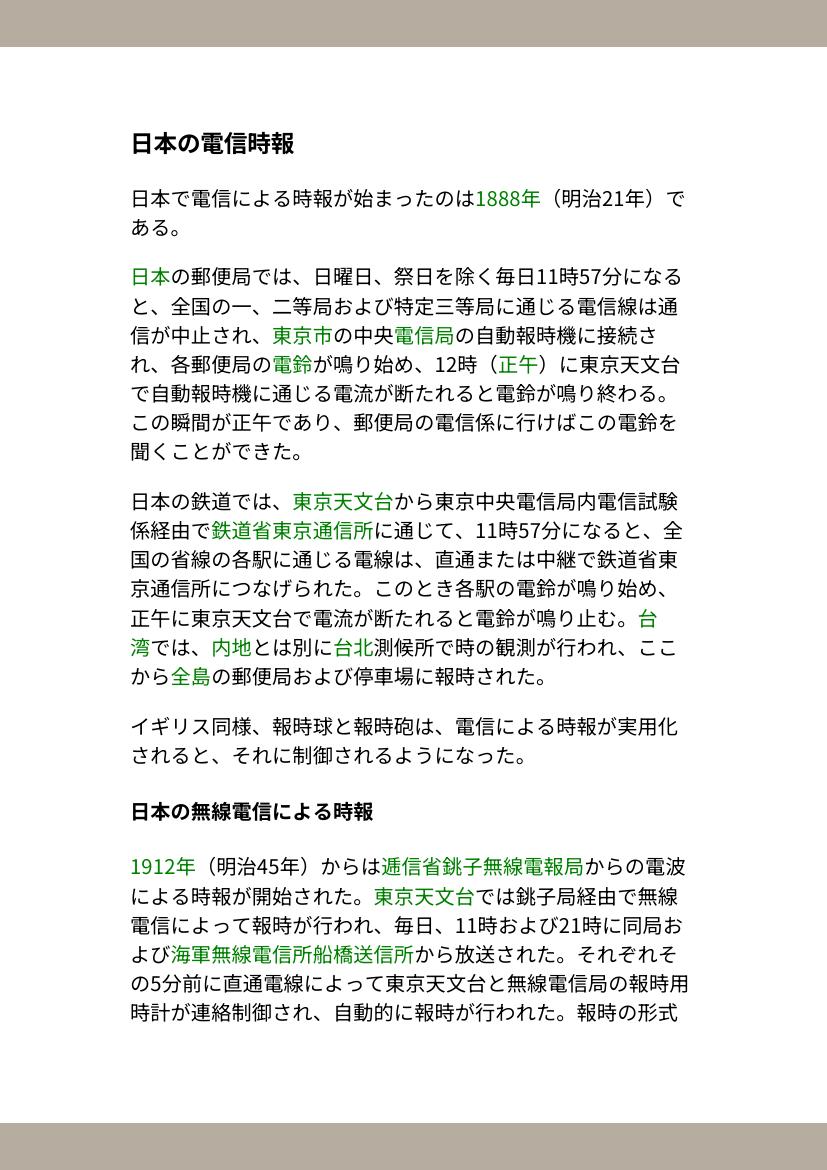 日本の電信時報
日本で電信による時報が始まったのは1888年（明治21年）で
ある。
日本の郵便局では、日曜日、祭日を除く毎日11時57分になる
と、全国の一、二等局および特定三等局に通じる電信線は通
信が中止され、東京市の中央電信局の自動報時機に接続さ
れ、各郵便局の電鈴が鳴り始め、12時（正午）に東京天文台
で自動報時機に通じる電流が断たれると電鈴が鳴り終わる。
この瞬間が正午であり、郵便局の電信係に行けばこの電鈴を
聞くことができた。
日本の鉄道では、東京天文台から東京中央電信局内電信試験
係経由で鉄道省東京通信所に通じて、11時57分になると、全
国の省線の各駅に通じる電線は、直通または中継で鉄道省東
京通信所につなげられた。このとき各駅の電鈴が鳴り始め、
正午に東京天文台で電流が断たれると電鈴が鳴り止む。台
湾では、内地とは別に台北測候所で時の観測が行われ、ここ
から全島の郵便局および停車場に報時された。
イギリス同様、報時球と報時砲は、電信による時報が実用化
されると、それに制御されるようになった。
日本の無線電信による時報
1912年（明治45年）からは逓信省銚子無線電報局からの電波
による時報が開始された。東京天文台では銚子局経由で無線
電信によって報時が行われ、毎日、11時および21時に同局お
よび海軍無線電信所船橋送信所から放送された。それぞれそ
の5分前に直通電線によって東京天文台と無線電信局の報時用
時計が連絡制御され、自動的に報時が行われた。報時の形式